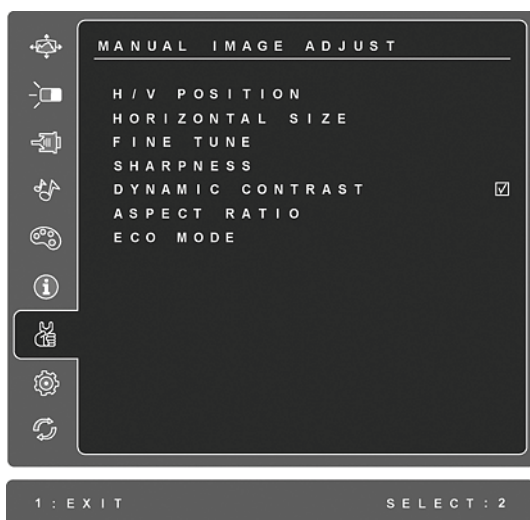 MANUAL IMAGE ADJUST
H/V POSITION
HORIZONTAL SIZE
FINE TUNE
SHARPNESS
DYNAMIC CONTRAST
ASPECT RATIO
ECO MODE
1:EXIT SELECT:2